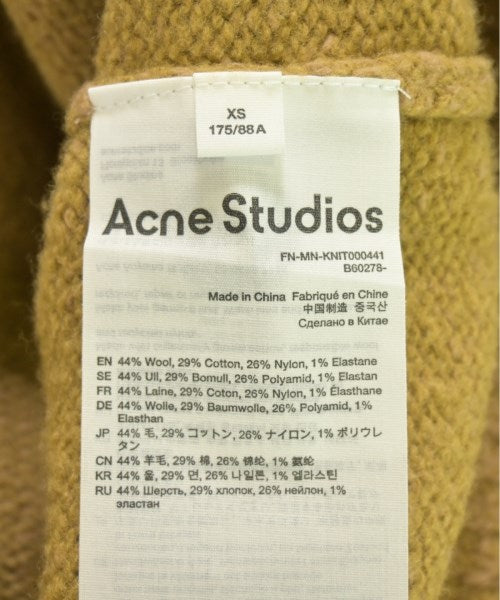 XS
175/88A
Acne Studios
FN-MN-KNIT000441
B60278-
Made in China Fabriqué en Chine
中国制造 중국산
Сделано в Китае
EN 44% Wool, 29% Cotton, 26% Nylon, 1% Elastane
SE 44% Ull, 29% Bomull, 26% Polyamid, 1% Elastan
FR 44% Laine, 29% Coton, 26% Nylon, 1% Élasthane
DE 44% Wolle, 29% Baumwolle, 26% Polyamid, 1%
Elasthan
JP 44% 毛, 29% コットン, 26% ナイロン, 1% ポリウレ
タン
CN 44% 羊毛, 29% 棉, 26% 锦纶, 1% 氨纶
KR 44% 울, 29% 면, 26% 나일론, 1% 엘라스틴
RU 44% Шерсть, 29% хлопок, 26% нейлон, 1%
эластан